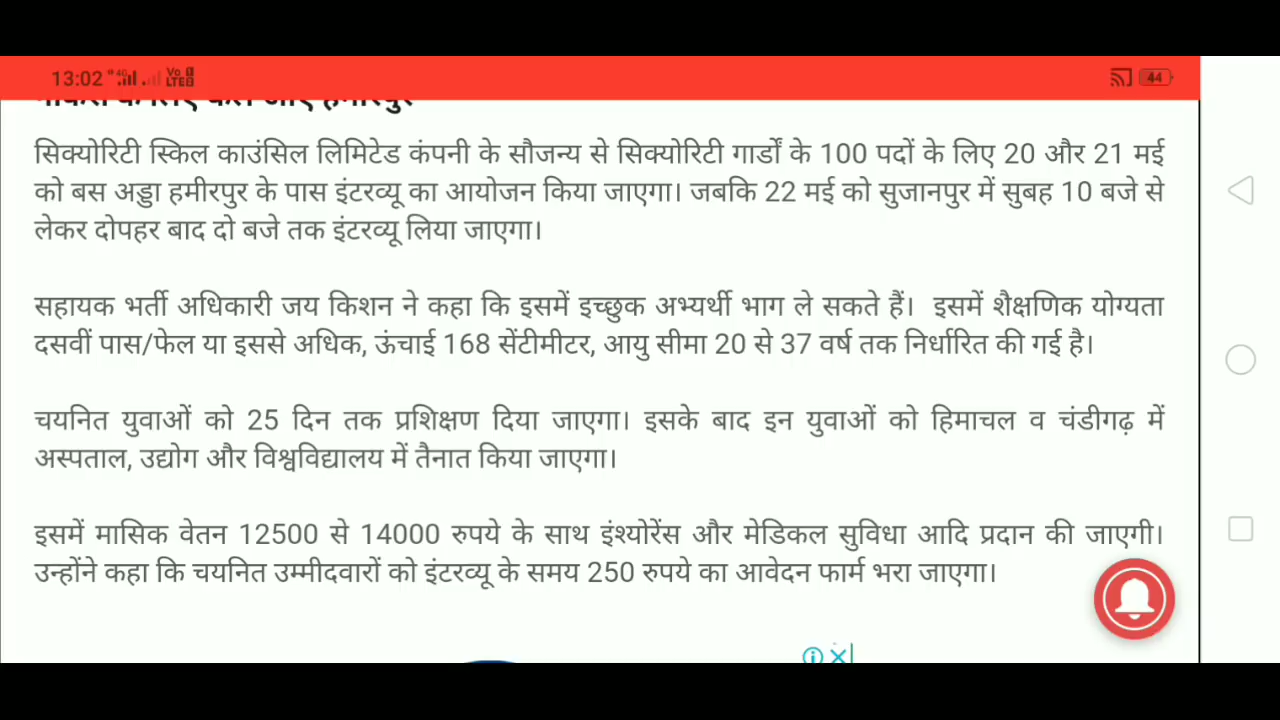 13:02
44
के लिए कल आएं हमीरपुर
सिक्योरिटी स्किल काउंसिल लिमिटेड कंपनी के सौजन्य से सिक्योरिटी गार्डों के 100 पदों के लिए 20 और 21 मई
को बस अड्डा हमीरपुर के पास इंटरव्यू का आयोजन किया जाएगा। जबकि 22 मई को सुजानपुर में सुबह 10 बजे से
लेकर दोपहर बाद दो बजे तक इंटरव्यू लिया जाएगा।
सहायक भर्ती अधिकारी जय किशन ने कहा कि इसमें इच्छुक अभ्यर्थी भाग ले सकते हैं। इसमें शैक्षणिक योग्यता
दसवीं पास/फेल या इससे अधिक, ऊंचाई 168 सेंटीमीटर, आयु सीमा 20 से 37 वर्ष तक निर्धारित की गई है।
चयनित युवाओं को 25 दिन तक प्रशिक्षण दिया जाएगा। इसके बाद इन युवाओं को हिमाचल व चंडीगढ़ में
अस्पताल, उद्योग और विश्वविद्यालय में तैनात किया जाएगा।
इसमें मासिक वेतन 12500 से 14000 रुपये के साथ इंश्योरेंस और मेडिकल सुविधा आदि प्रदान की जाएगी।
उन्होंने कहा कि चयनित उम्मीदवारों को इंटरव्यू के समय 250 रुपये का आवेदन फार्म भरा जाएगा।